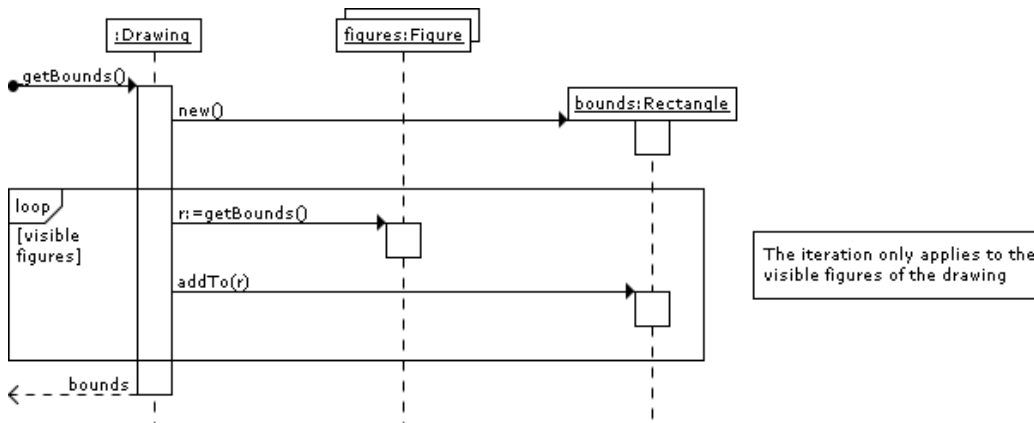 :Drawing
figures:Figure
getBounds()
bounds:Rectangle
new()
loop
[visible
figures]
r:=getBounds()
The iteration only applies to the
visible figures of the drawing
addTo(r)
bounds